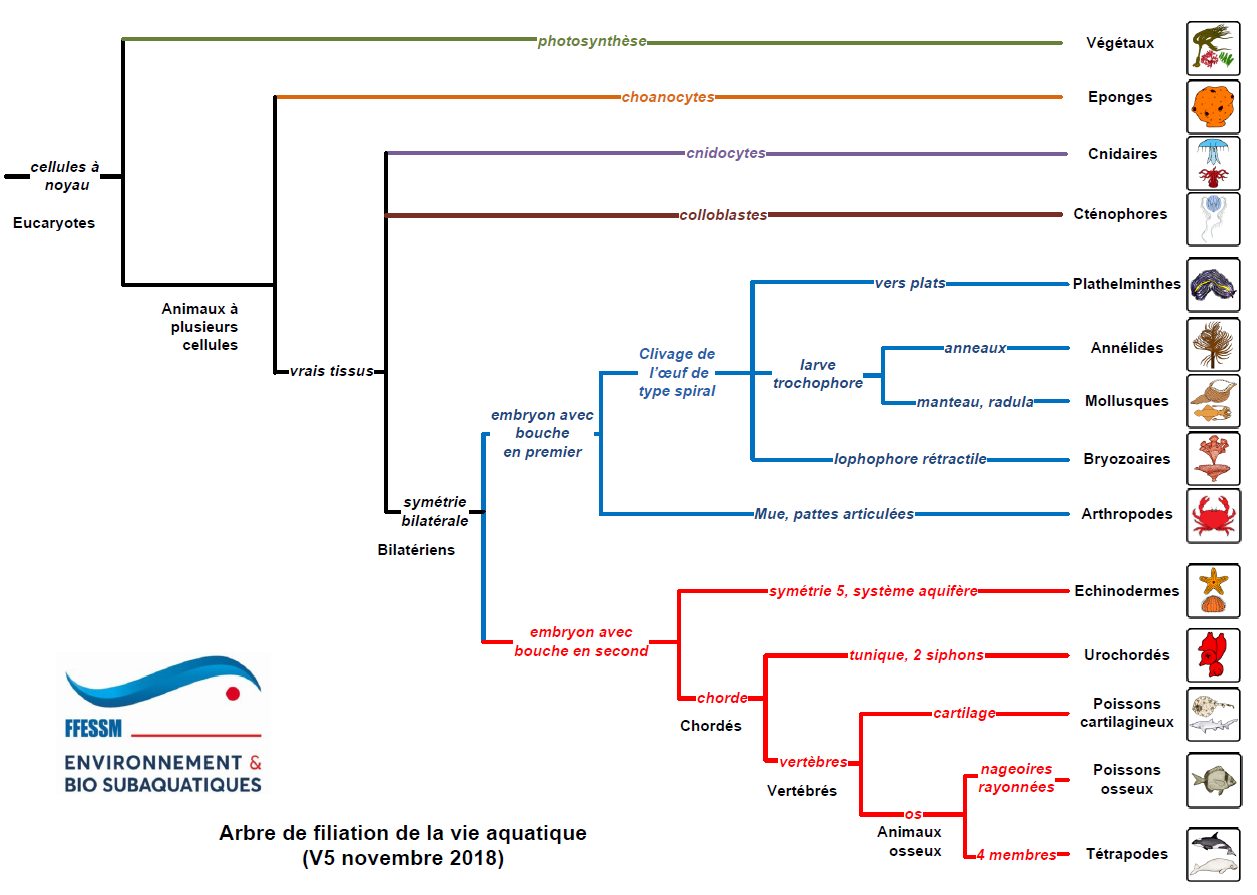 photosynthèse
Végétaux
choanocytes
Eponges
cellules à
noyau
Eucaryotes
cnidocytes
Cnidaires
colloblastes
Cténophores
Animaux à
plusieurs
cellules
vers plats
Plathelminthes
vrais tissus
Clivage de
l'œuf de
type spiral
larve
trochophore
anneaux
Annélides
manteau, radula
Mollusques
embryon avec
bouche
en premier
lophophore rétractile
Bryozoaires
symétrie
bilatérale
Bilatériens
Mue, pattes articulées
Arthropodes
symétrie 5, système aquifère
Echinodermes
embryon avec
bouche en second
tunique, 2 siphons
Urochordés
chorde
Chordés
cartilage
Poissons
cartilagineux
vertèbres
Vertébrés
nageoires
rayonnées
Poissons
osseux
os
Animaux
osseux
4 membres
Tétrapodes
FFESSM
ENVIRONNEMENT &
BIO SUBAQUATIQUES
Arbre de filiation de la vie aquatique
(V5 novembre 2018)